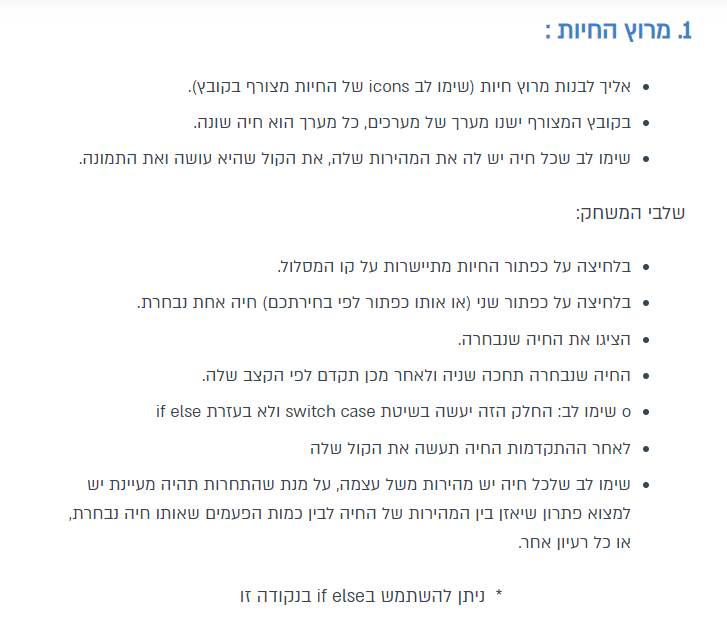 1. מרוץ החיות :
• אליך לבנות מרוץ חיות (שימו לב icons של החיות מצורף בקובץ).
• בקובץ המצורף ישנו מערך של מערכים, כל מערך הוא חיה שונה.
• שימו לב שכל חיה יש לה את המהירות שלה, את הקול שהיא עושה ואת התמונה.
שלבי המשחק:
• בלחיצה על כפתור החיות מתיישרות על קו המסלול.
• בלחיצה על כפתור שני (או אותו כפתור לפי בחירתכם) חיה אחת נבחרת.
• הציגו את החיה שנבחרה.
• החיה שנבחרה תחכה שניה ולאחר מכן תקדם לפי הקצב שלה.
• o שימו לב: החלק הזה יעשה בשיטת switch case ולא בעזרת if else
• לאחר ההתקדמות החיה תעשה את הקול שלה
• שימו לב שלכל חיה יש מהירות משל עצמה, על מנת שהתחרות תהיה מעיינת יש
למצוא פתרון שיאזן בין המהירות של החיה לבין כמות הפעמים שאותו חיה נבחרת,
או כל רעיון אחר.
* ניתן להשתמש בif else בנקודה זו